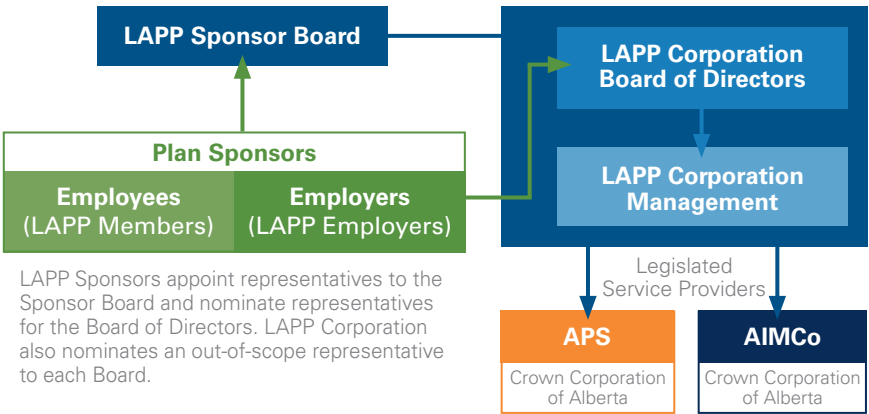 LAPP Sponsor Board
LAPP Corporation
Board of Directors
Plan Sponsors
Employees
(LAPP Members)
Employers
(LAPP Employers)
LAPP Corporation
Management
LAPP Sponsors appoint representatives to the
Sponsor Board and nominate representatives
for the Board of Directors. LAPP Corporation
also nominates an out-of-scope representative
to each Board.
Legislated
Service Providers
APS
Crown Corporation
of Alberta
AIMCo
Crown Corporation
of Alberta